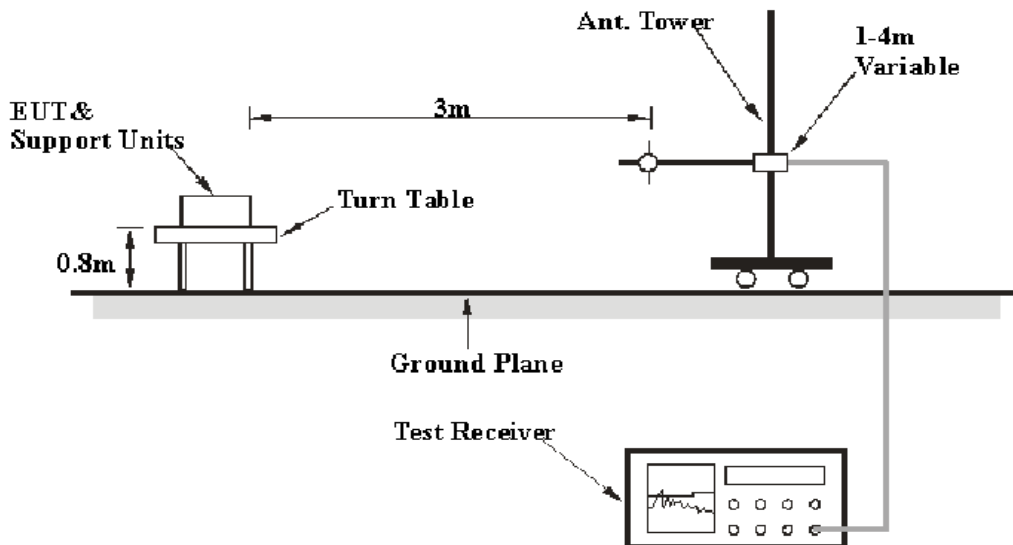 Ant. Tower
1-4m
Variable
3m
EUT&
Support Units
Turn Table
0.8m
Ground Plane
Test Receiver